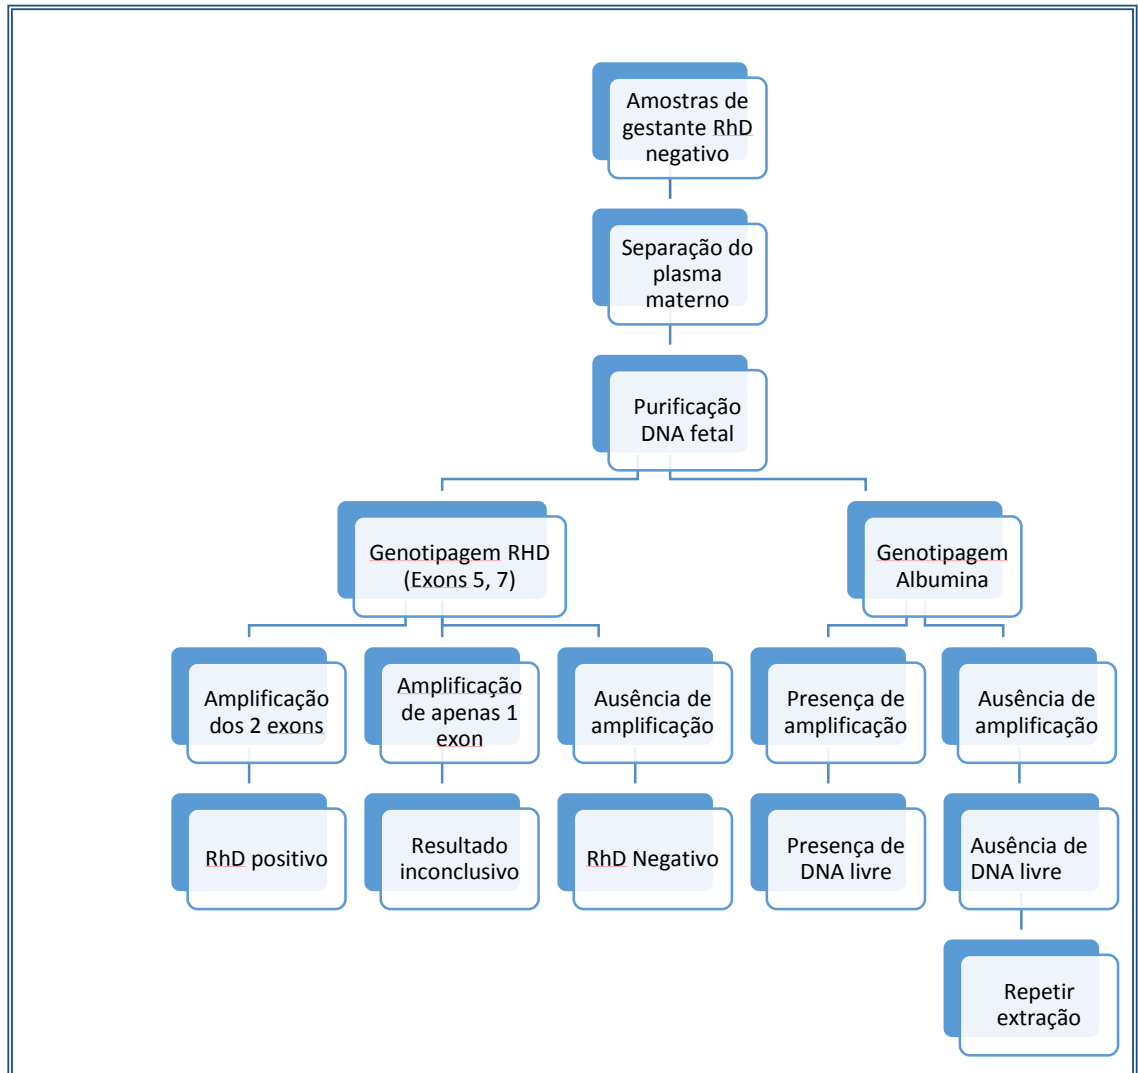 Amostras de
gestante RhD
negativo
Separação do
plasma
materno
Purificação
DNA fetal
Genotipagem RHD
(Exons 5, 7)
Genotipagem
Albumina
Amplificação
dos 2 exons
Amplificação
de apenas 1
exon
Ausência de
amplificação
Presença de
amplificação
Ausência de
amplificação
RhD positivo
Resultado
inconclusivo
RhD Negativo
Presença de
DNA livre
Ausência de
DNA livre
Repetir
extração